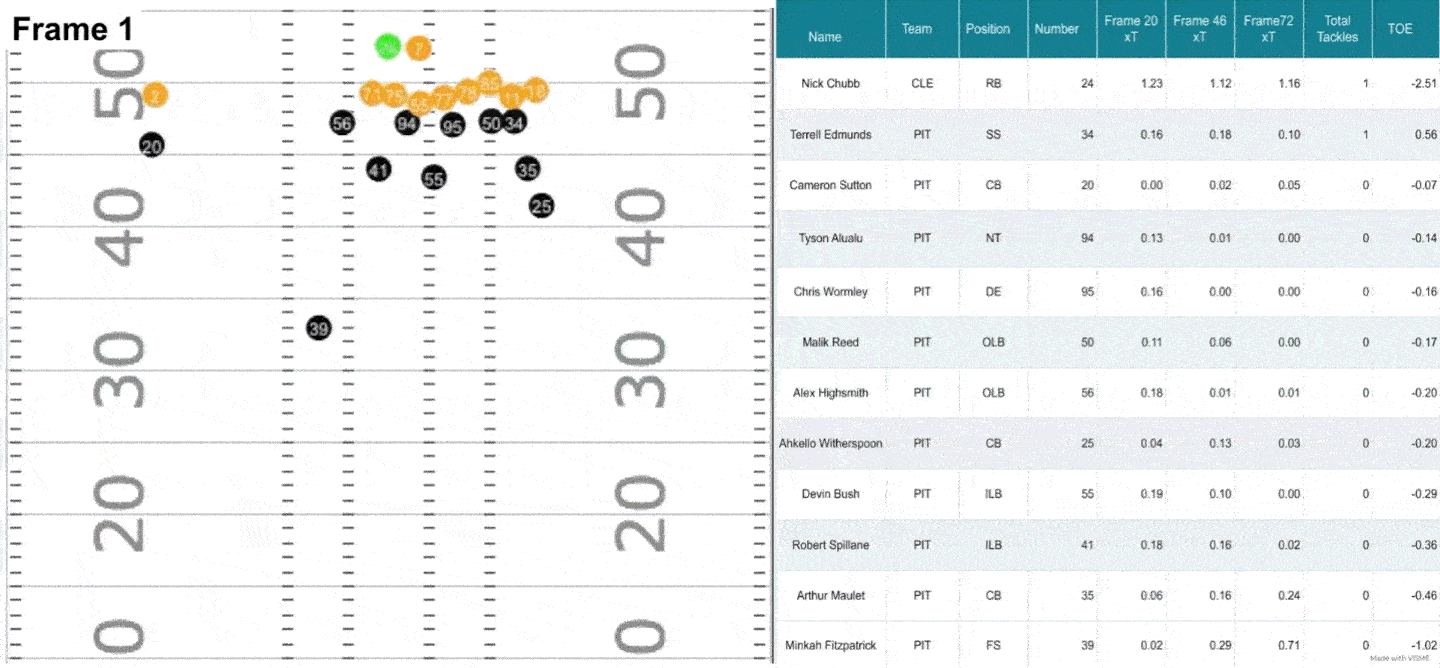 Frame 1
7
2
71 75 55 77 78 85 11 18
56 94 95 50 34
20
41 55 35
25
39
50 50
40 40
30 30
20 20
0 0
Name Team Position Number Frame 20 xT Frame 46 xT Frame72 xT Total Tackles TOE
Nick Chubb CLE RB 24 1.23 1.12 1.16 1 -2.51
Terrell Edmunds PIT SS 34 0.16 0.18 0.10 1 0.56
Cameron Sutton PIT CB 20 0.00 0.02 0.05 0 -0.07
Tyson Alualu PIT NT 94 0.13 0.01 0.00 0 -0.14
Chris Wormley PIT DE 95 0.16 0.00 0.00 0 -0.16
Malik Reed PIT OLB 50 0.11 0.06 0.00 0 -0.17
Alex Highsmith PIT OLB 56 0.18 0.01 0.01 0 -0.20
Ahkello Witherspoon PIT CB 25 0.04 0.13 0.03 0 -0.20
Devin Bush PIT ILB 55 0.19 0.10 0.00 0 -0.29
Robert Spillane PIT ILB 41 0.18 0.16 0.02 0 -0.36
Arthur Maulet PIT CB 35 0.06 0.16 0.24 0 -0.46
Minkah Fitzpatrick PIT FS 39 0.02 0.29 0.71 0 -1.02
Made with VISME